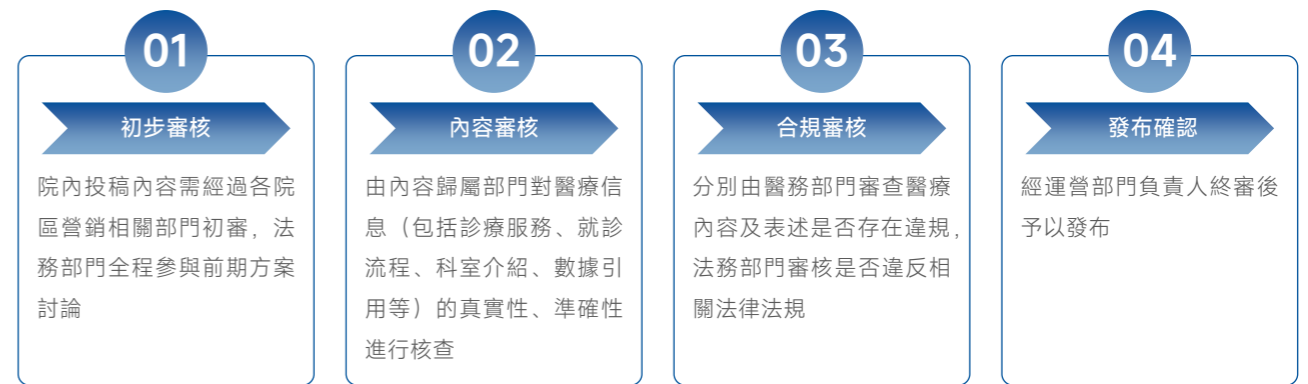 01
初步審核
院內投稿內容需經過各院
區營銷相關部門初審，法
務部門全程參與前期方案
討論
02
內容審核
由內容歸屬部門對醫療信
息（包括診療服務、就診
流程、科室介紹、數據引
用等）的真實性、準確性
進行核查
03
合規審核
分別由醫務部門審查醫療
內容及表述是否存在違規，
法務部門審核是否違反相
關法律法規
04
發布確認
經運營部門負責人終審後
予以發布